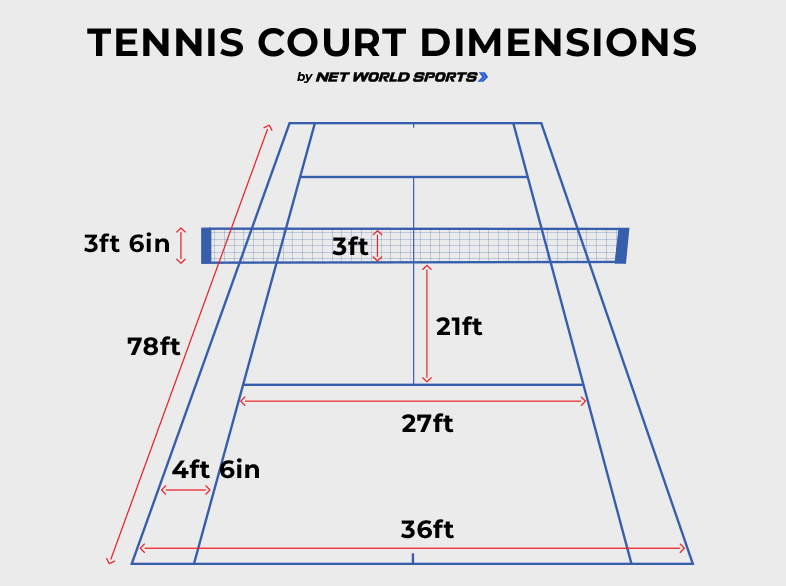 TENNIS COURT DIMENSIONS
by NET WORLD SPORTS
3ft 6in
3ft
21ft
78ft
27ft
4ft 6in
36ft